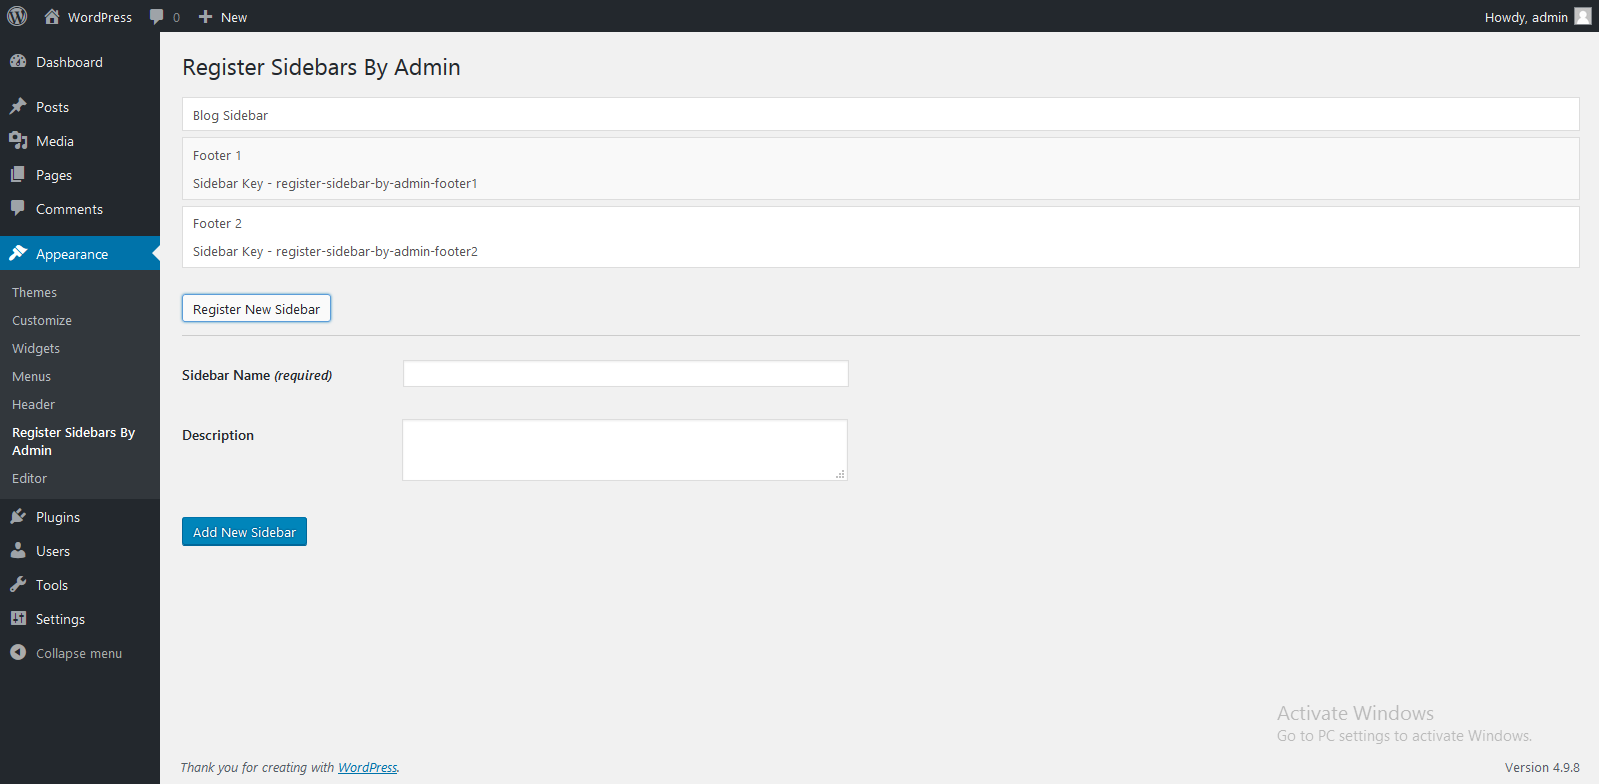 WordPress 0 New Howdy, admin
Dashboard
Posts
Media
Pages
Comments
Appearance
Themes
Customize
Widgets
Menus
Header
Register Sidebars By
Admin
Editor
Plugins
Users
Tools
Settings
Collapse menu
Register Sidebars By Admin
Blog Sidebar
Footer 1
Sidebar Key - register-sidebar-by-admin-footer1
Footer 2
Sidebar Key - register-sidebar-by-admin-footer2
Register New Sidebar
Sidebar Name (required)
Description
Add New Sidebar
Activate Windows
Go to PC settings to activate Windows.
Thank you for creating with WordPress. Version 4.9.8